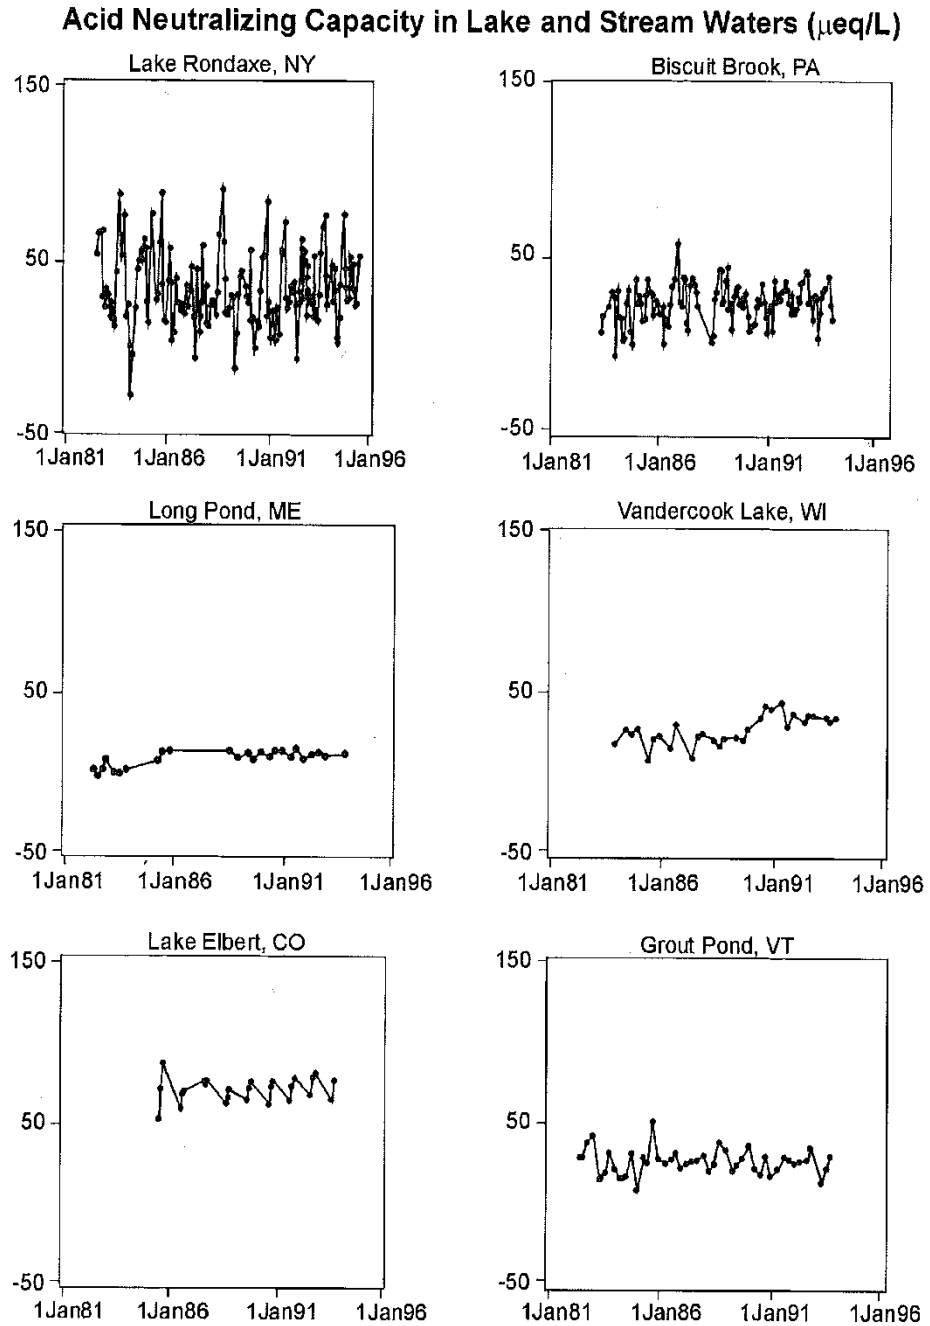 Acid Neutralizing Capacity in Lake and Stream Waters (µeq/L)
Lake Rondaxe, NY
150
50
-50
1Jan81 1Jan86 1Jan91 1Jan96
Biscuit Brook, PA
150
50
-50
1Jan81 1Jan86 1Jan91 1Jan96
Long Pond, ME
150
50
-50
1Jan81 1Jan86 1Jan91 1Jan96
Vandercook Lake, WI
150
50
-50
1Jan81 1Jan86 1Jan91 1Jan96
Lake Elbert, CO
150
50
-50
1Jan81 1Jan86 1Jan91 1Jan96
Grout Pond, VT
150
50
-50
1Jan81 1Jan86 1Jan91 1Jan96